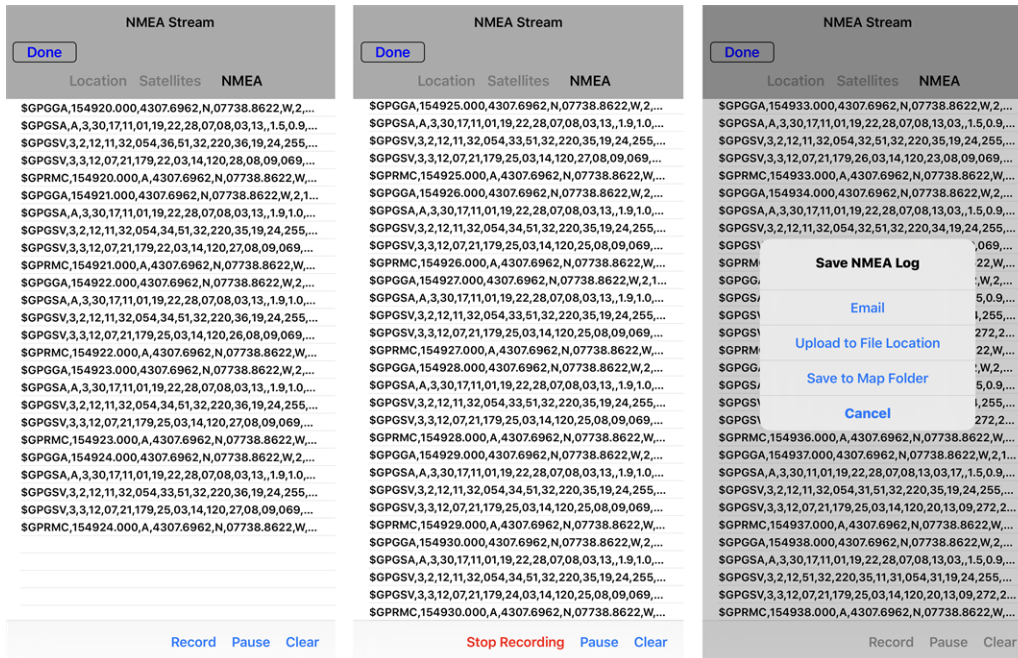 NMEA Stream
Done
Location Satellites NMEA
$GPGGA,154920.000,4307.6962,N,07738.8622,W,2,...
$GPGSA,A,3,30,17,11,01,19,22,28,07,08,03,13,,1.5,0.9,...
$GPGSV,3,2,12,11,32,054,36,51,32,220,36,19,24,255,...
$GPGSV,3,3,12,07,21,179,22,03,14,120,28,08,09,069,...
$GPRMC,154920.000,A,4307.6962,N,07738.8622,W,...
$GPGGA,154921.000,4307.6962,N,07738.8622,W,2,1...
$GPGSA,A,3,30,17,11,01,19,22,28,07,08,03,13,,1.9,1.0,...
$GPGSV,3,2,12,11,32,054,34,51,32,220,35,19,24,255,...
$GPGSV,3,3,12,07,21,179,22,03,14,120,27,08,09,069,...
$GPRMC,154921.000,A,4307.6962,N,07738.8622,W,...
$GPGGA,154922.000,4307.6962,N,07738.8622,W,2,...
$GPGSA,A,3,30,17,11,01,19,22,28,07,08,03,13,,1.9,1.0,...
$GPGSV,3,2,12,11,32,054,34,51,32,220,35,19,24,255,...
$GPGSV,3,3,12,07,21,179,25,03,14,120,26,08,09,069,...
$GPRMC,154922.000,A,4307.6962,N,07738.8622,W,...
$GPGGA,154923.000,4307.6962,N,07738.8622,W,2,...
$GPGSA,A,3,30,17,11,01,19,22,28,07,08,03,13,,1.9,1.0,...
$GPGSV,3,2,12,11,32,054,34,51,32,220,36,19,24,255,...
$GPGSV,3,3,12,07,21,179,25,03,14,120,27,08,09,069,...
$GPRMC,154923.000,A,4307.6962,N,07738.8622,W,...
$GPGGA,154924.000,4307.6962,N,07738.8622,W,2,...
$GPGSA,A,3,30,17,11,01,19,22,28,07,08,03,13,,1.9,1.0,...
$GPGSV,3,2,12,11,32,054,33,51,32,220,36,19,24,255,...
$GPGSV,3,3,12,07,21,179,25,03,14,120,27,08,09,069,...
$GPRMC,154924.000,A,4307.6962,N,07738.8622,W,...
Record Pause Clear
NMEA Stream
Done
Location Satellites NMEA
$GPGGA,154925.000,4307.6962,N,07738.8622,W,2,...
$GPGSA,A,3,30,17,11,01,19,22,28,07,08,03,13,,1.9,1.0,...
$GPGSV,3,2,12,11,32,054,33,51,32,220,35,19,24,255,...
$GPGSV,3,3,12,07,21,179,25,03,14,120,27,08,09,069,...
$GPRMC,154925.000,A,4307.6962,N,07738.8622,W,...
$GPGGA,154926.000,4307.6962,N,07738.8622,W,2,...
$GPGSA,A,3,30,17,11,01,19,22,28,07,08,03,13,,1.9,1.0,...
$GPGSV,3,2,12,11,32,054,34,51,32,220,35,19,24,255,...
$GPGSV,3,3,12,07,21,179,25,03,14,120,25,08,09,069,...
$GPRMC,154926.000,A,4307.6962,N,07738.8622,W,...
$GPGGA,154927.000,4307.6962,N,07738.8622,W,2,1...
$GPGSA,A,3,30,17,11,01,19,22,28,07,08,03,13,,1.9,1.0,...
$GPGSV,3,2,12,11,32,054,33,51,32,220,35,19,24,255,...
$GPGSV,3,3,12,07,21,179,25,03,14,120,25,08,09,069,...
$GPRMC,154927.000,A,4307.6962,N,07738.8622,W,...
$GPGGA,154928.000,4307.6962,N,07738.8622,W,2,...
$GPGSA,A,3,30,17,11,01,19,22,28,07,08,03,13,,1.9,1.0,...
$GPGSV,3,2,12,11,32,054,33,51,32,220,35,19,24,255,...
$GPGSV,3,3,12,07,21,179,25,03,14,120,25,08,09,069,...
$GPRMC,154928.000,A,4307.6962,N,07738.8622,W,...
$GPGGA,154929.000,4307.6962,N,07738.8622,W,2,...
$GPGSA,A,3,30,17,11,01,19,22,28,07,08,03,13,,1.9,1.0,...
$GPGSV,3,2,12,11,32,054,34,51,32,220,35,19,24,255,...
$GPGSV,3,3,12,07,21,179,25,03,14,120,25,08,09,069,...
$GPRMC,154929.000,A,4307.6962,N,07738.8622,W,...
$GPGGA,154930.000,4307.6962,N,07738.8622,W,2,...
$GPGSA,A,3,30,17,11,01,19,22,28,07,08,03,13,,1.9,1.0,...
$GPGSV,3,2,12,11,32,054,34,51,32,220,35,19,24,255,...
$GPGSV,3,3,12,07,21,179,24,03,14,120,25,08,09,069,...
$GPRMC,154930.000,A,4307.6962,N,07738.8622,W,...
Stop Recording Pause Clear
NMEA Stream
Done
Location Satellites NMEA
$GPGGA,154933.000,4307.6962,N,07738.8622,W,2,...
$GPGSA,A,3,30,17,11,01,19,22,28,07,08,03,13,,1.5,0.9,...
$GPGSV,3,2,12,11,32,054,32,51,32,220,35,19,24,255,...
$GPGSV,3,3,12,07,21,179,26,03,14,120,23,08,09,069,...
$GPRMC,154933.000,A,4307.6962,N,07738.8622,W,...
$GPGGA,154934.000,4307.6962,N,07738.8622,W,2,...
$GPGSA,A,3,30,17,11,01,19,22,28,07,08,13,03,,1.5,0.9,...
$GPGSV,3,2,12,11,32,054,32,51,32,220,34,19,24,255,...
Save NMEA Log
Email
Upload to File Location
Save to Map Folder
Cancel
$GPRMC,154936.000,A,4307.6962,N,07738.8622,W,...
$GPGGA,154937.000,4307.6962,N,07738.8622,W,2,1...
$GPGSA,A,3,30,11,01,19,22,28,07,08,13,03,17,,1.5,0.9,...
$GPGSV,3,2,12,11,32,054,31,51,32,220,35,19,24,255,...
$GPGSV,3,3,12,07,21,179,25,03,14,120,20,13,09,272,2...
$GPRMC,154937.000,A,4307.6962,N,07738.8622,W,...
$GPGGA,154938.000,4307.6962,N,07738.8622,W,2,...
$GPGSA,A,3,30,17,11,01,19,22,28,07,08,13,03,,1.5,0.9,...
$GPGSV,3,2,12,51,32,220,35,11,31,054,31,19,24,255,...
$GPGSV,3,3,12,07,21,179,25,03,14,120,20,13,09,272,2...
$GPRMC,154938.000,A,4307.6962,N,07738.8622,W,...
Record Pause Clear